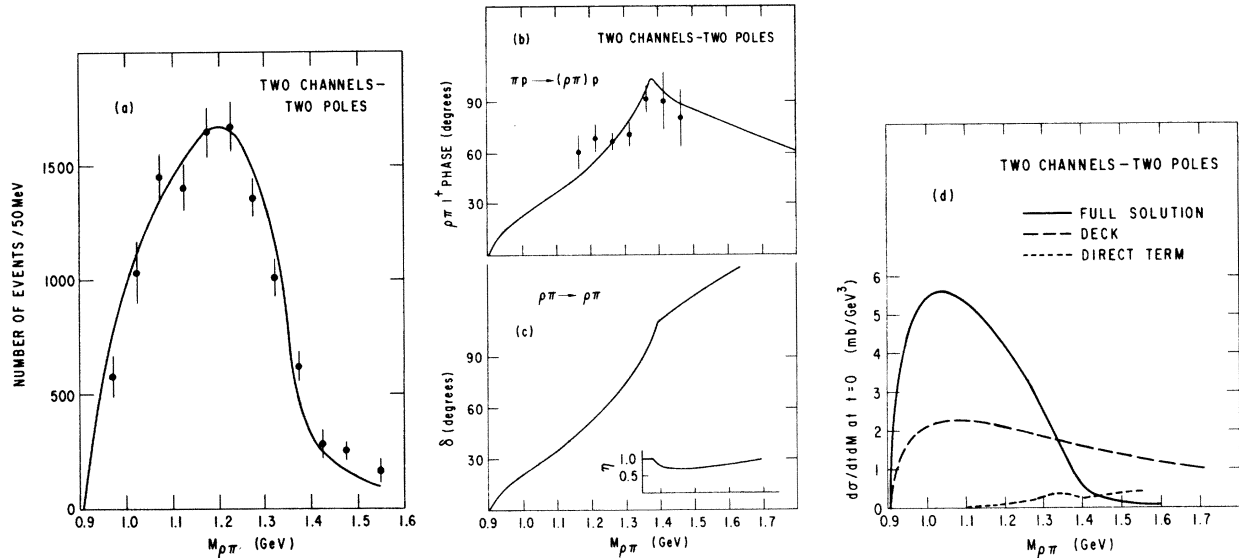 NUMBER OF EVENTS / 50 MeV
1500
1000
500
0
(a)
TWO CHANNELS-
TWO POLES
0.9 1.0 1.1 1.2 1.3 1.4 1.5 1.6
Mρπ (GeV)
(b)
TWO CHANNELS-TWO POLES
πp → (ρπ) p
ρπ 1+ PHASE (degrees)
90
60
30
ρπ → ρπ
(c)
δ (degrees)
90
60
30
η
1.0
0.5
0.9 1.0 1.1 1.2 1.3 1.4 1.5 1.6 1.7
Mρπ (GeV)
TWO CHANNELS-TWO POLES
(d)
FULL SOLUTION
DECK
DIRECT TERM
dσ/dtdM at t=0 (mb/GeV³)
6
5
4
3
2
1
0
0.9 1.0 1.1 1.2 1.3 1.4 1.5 1.6 1.7
Mρπ (GeV)